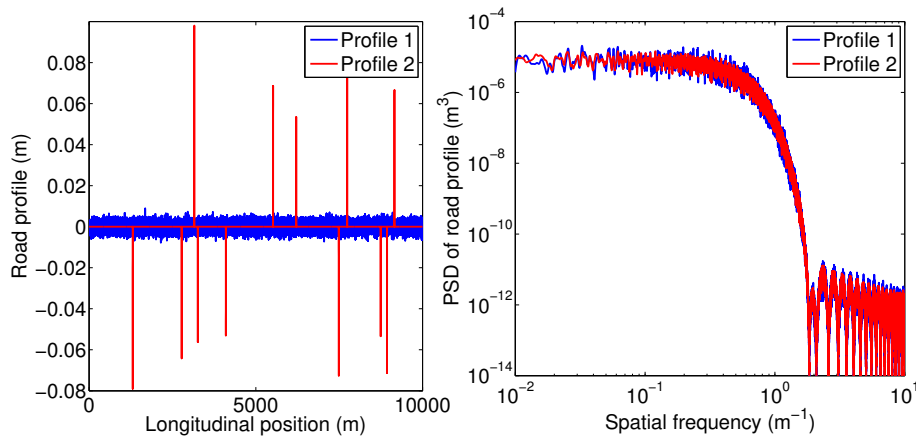 Profile 1
Profile 2
0.08
0.06
0.04
0.02
0
−0.02
−0.04
−0.06
−0.08
0
5000
10000
Road profile (m)
Longitudinal position (m)
Profile 1
Profile 2
10^−4
10^−6
10^−8
10^−10
10^−12
10^−14
10^−2
10^−1
10^0
10^1
PSD of road profile (m^3)
Spatial frequency (m^−1)